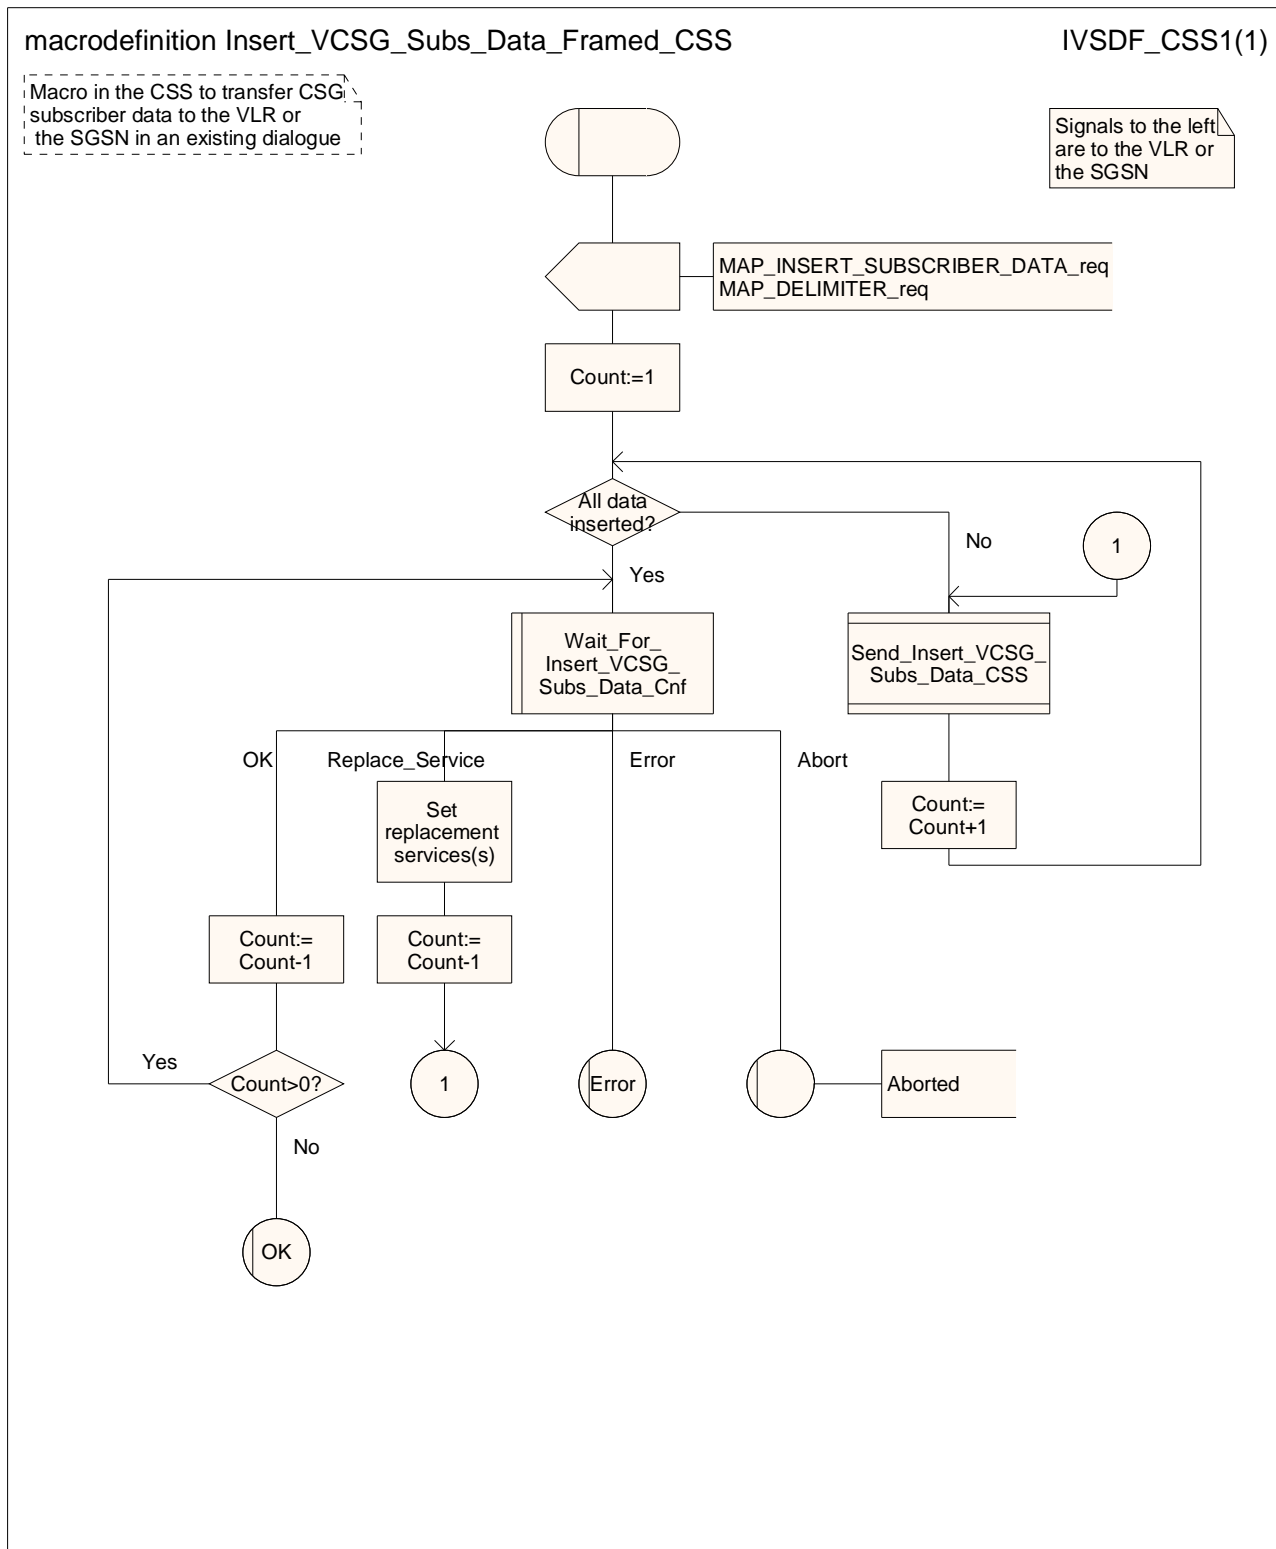 macrodefinition Insert_VCSG_Subs_Data_Framed_CSS
IVSDF_CSS1(1)
Macro in the CSS to transfer CSG
subscriber data to the VLR or
the SGSN in an existing dialogue
Signals to the left
are to the VLR or
the SGSN
MAP_INSERT_SUBSCRIBER_DATA_req
MAP_DELIMITER_req
Count:=1
All data
inserted?
No
1
Yes
Wait_For_
Insert_VCSG_
Subs_Data_Cnf
Send_Insert_VCSG_
Subs_Data_CSS
OK
Replace_Service
Error
Abort
Set
replacement
services(s)
Count:=
Count+1
Count:=
Count-1
Count:=
Count-1
Yes
Count>0?
1
Error
Aborted
No
OK